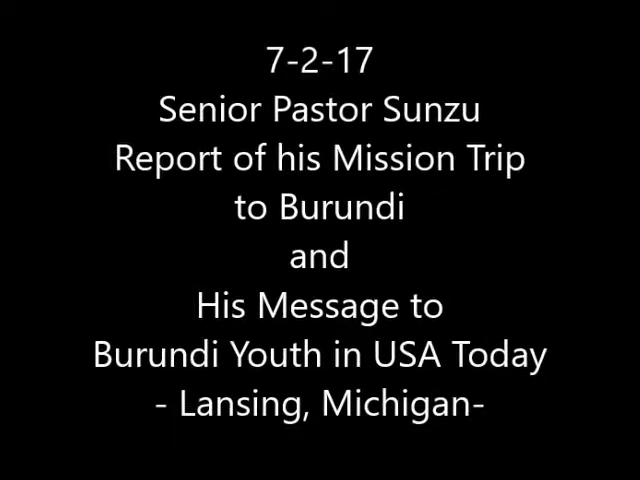 7-2-17
Senior Pastor Sunzu
Report of his Mission Trip
to Burundi
and
His Message to
Burundi Youth in USA Today
- Lansing, Michigan-